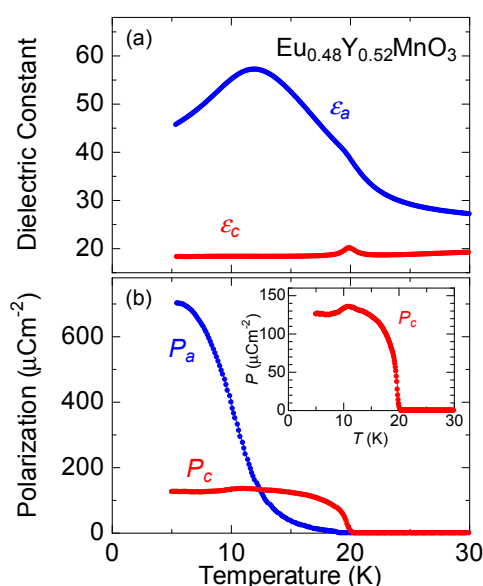 (a)
Eu0.48Y0.52MnO3
Dielectric Constant
60
50
40
30
20
εa
εc
(b)
Polarization (μCm-2)
600
400
200
0
Pa
Pc
150
100
50
0
P (μCm-2)
Pc
0 10 20 30
T (K)
0 10 20 30
Temperature (K)